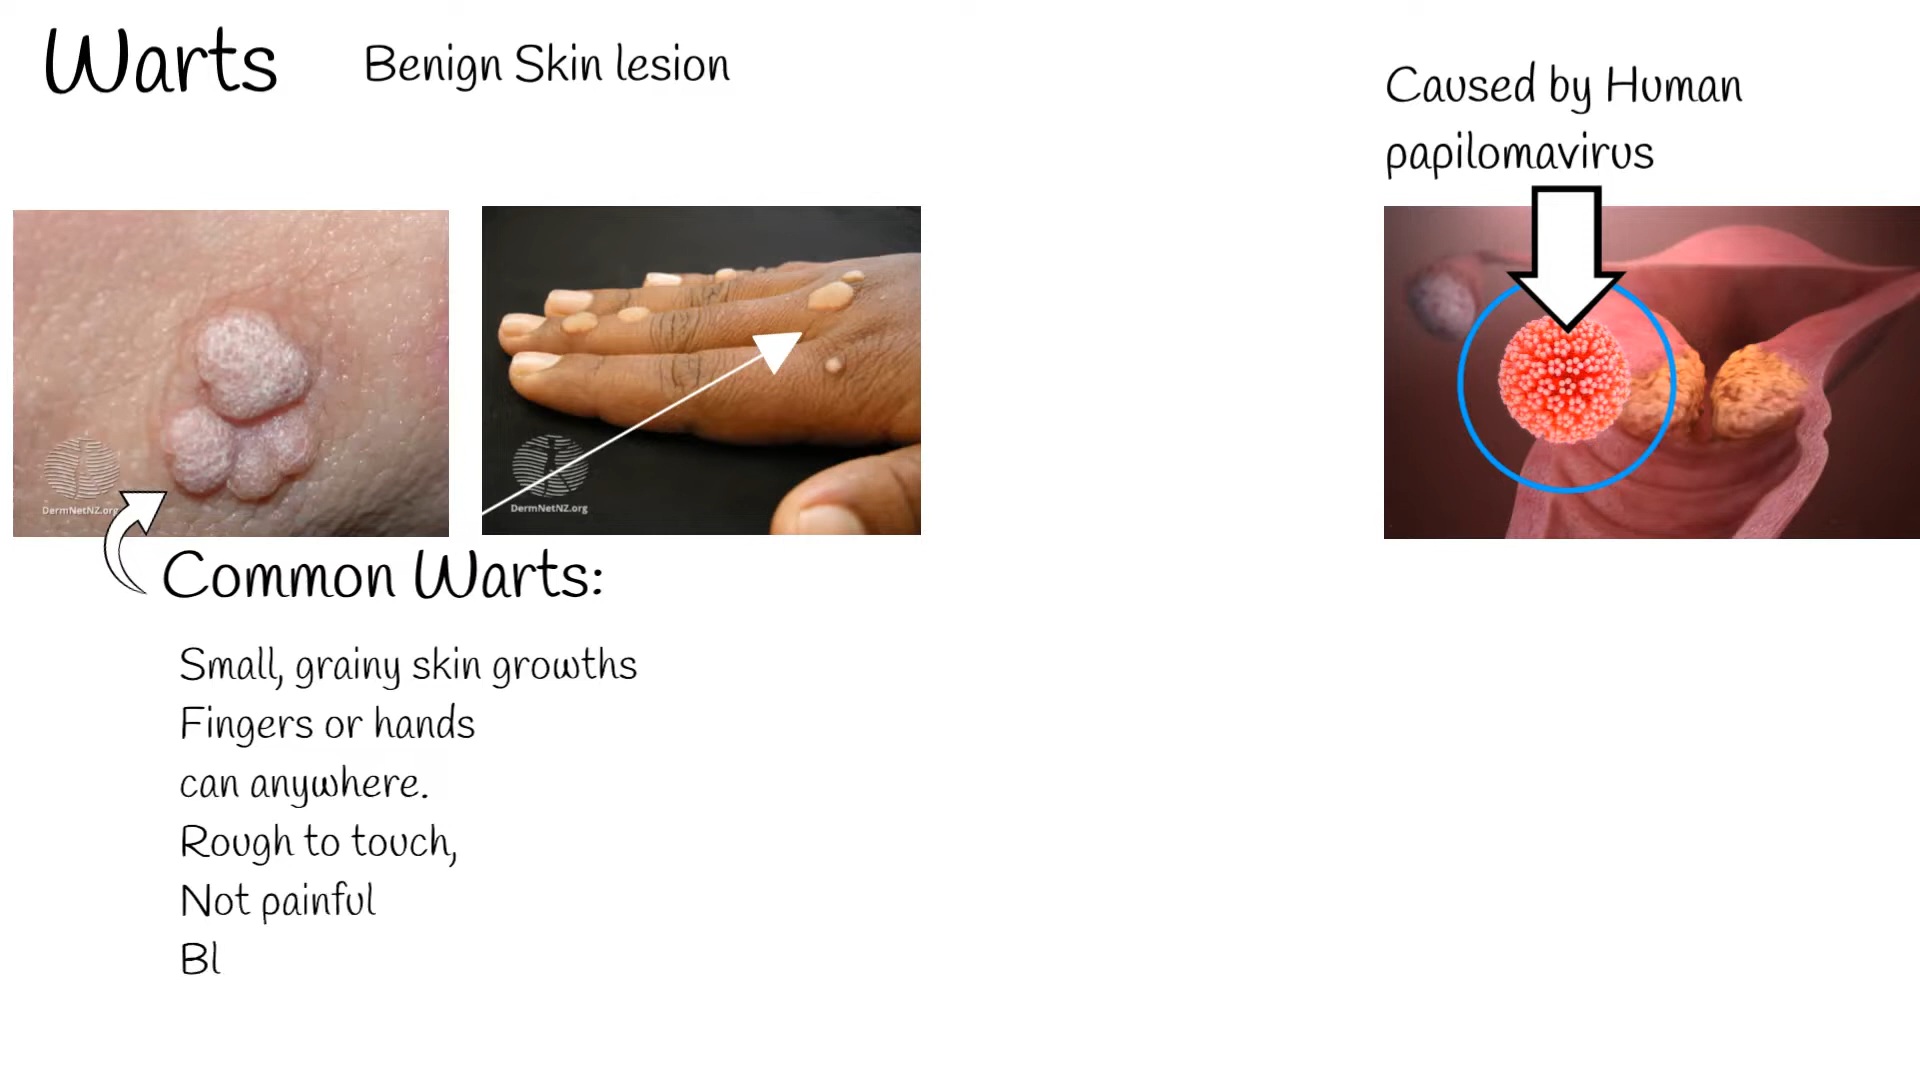 Warts
Benign Skin lesion
Caused by Human
papilomavirus
DermNetNZ.org
DermNetNZ.org
Common Warts:
Small, grainy skin growths
Fingers or hands
can anywhere.
Rough to touch,
Not painful
Bl